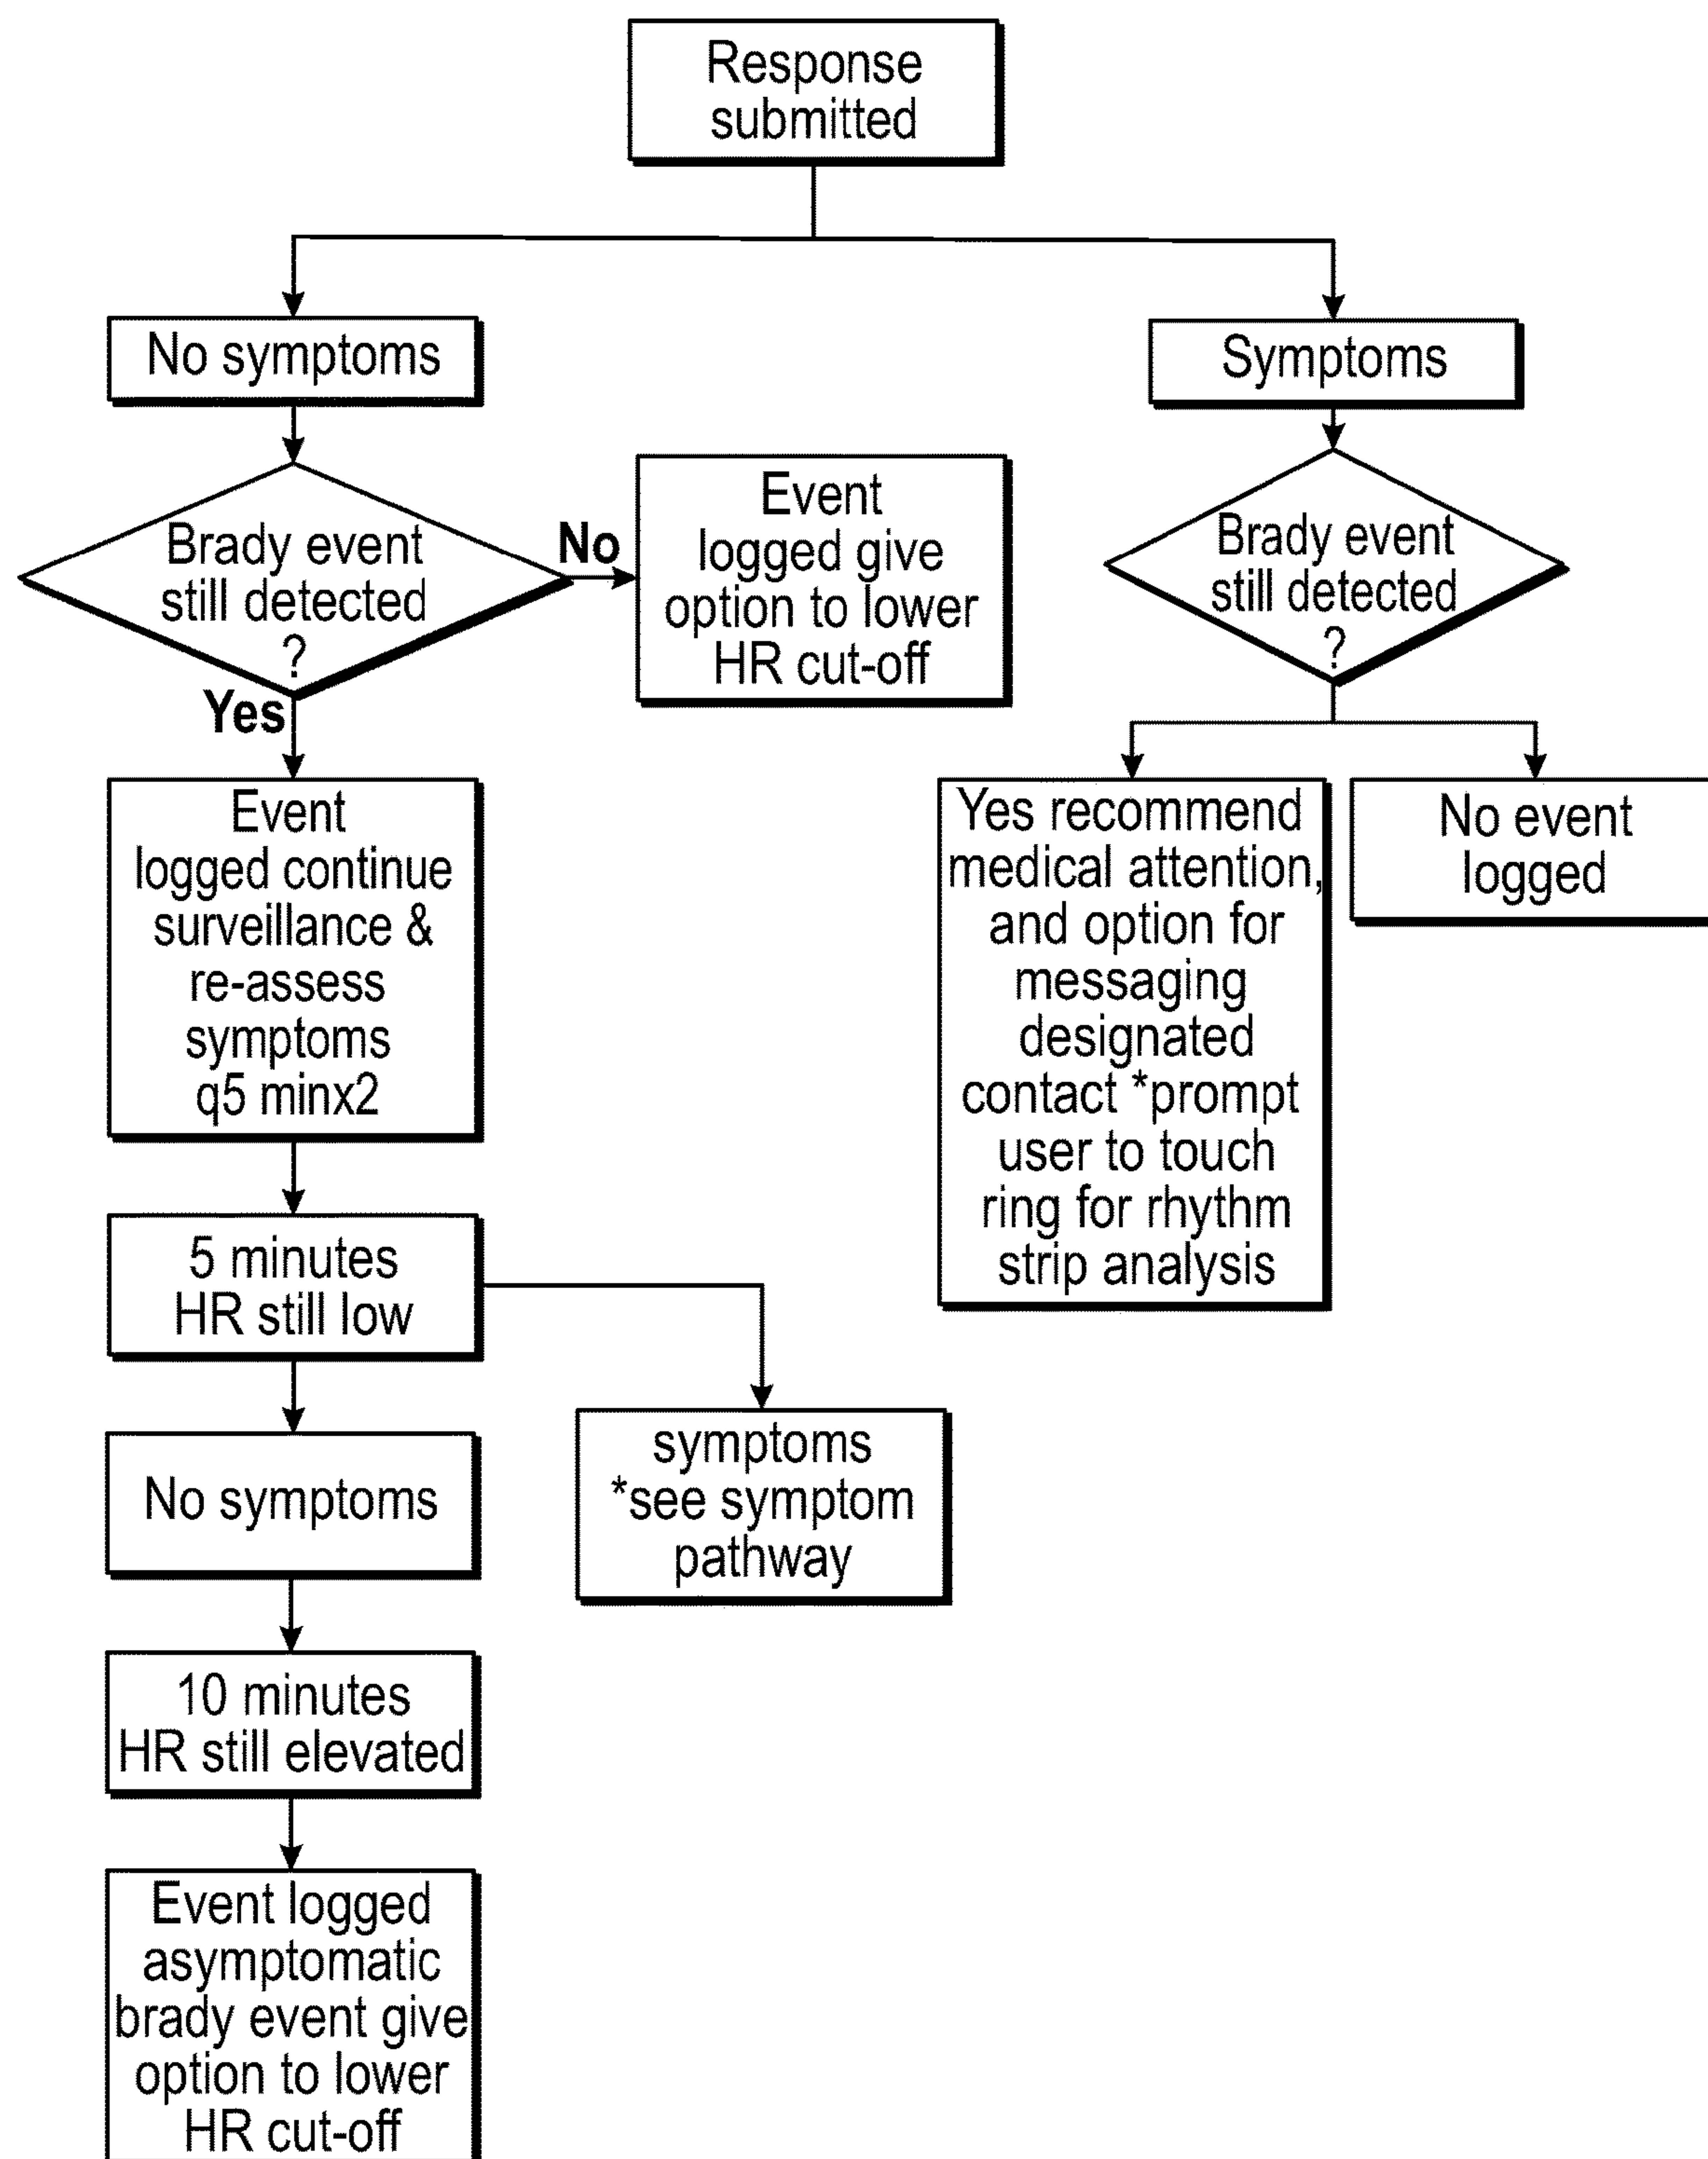 Response
submitted
No symptoms
Symptoms
Brady event
still detected
?
No
Yes
Event
logged give
option to lower
HR cut-off
Brady event
still detected
?
Event
logged continue
surveillance &
re-assess
symptoms
q5 minx2
Yes recommend
medical attention,
and option for
messaging
designated
contact *prompt
user to touch
ring for rhythm
strip analysis
No event
logged
5 minutes
HR still low
No symptoms
symptoms
*see symptom
pathway
10 minutes
HR still elevated
Event logged
asymptomatic
brady event give
option to lower
HR cut-off